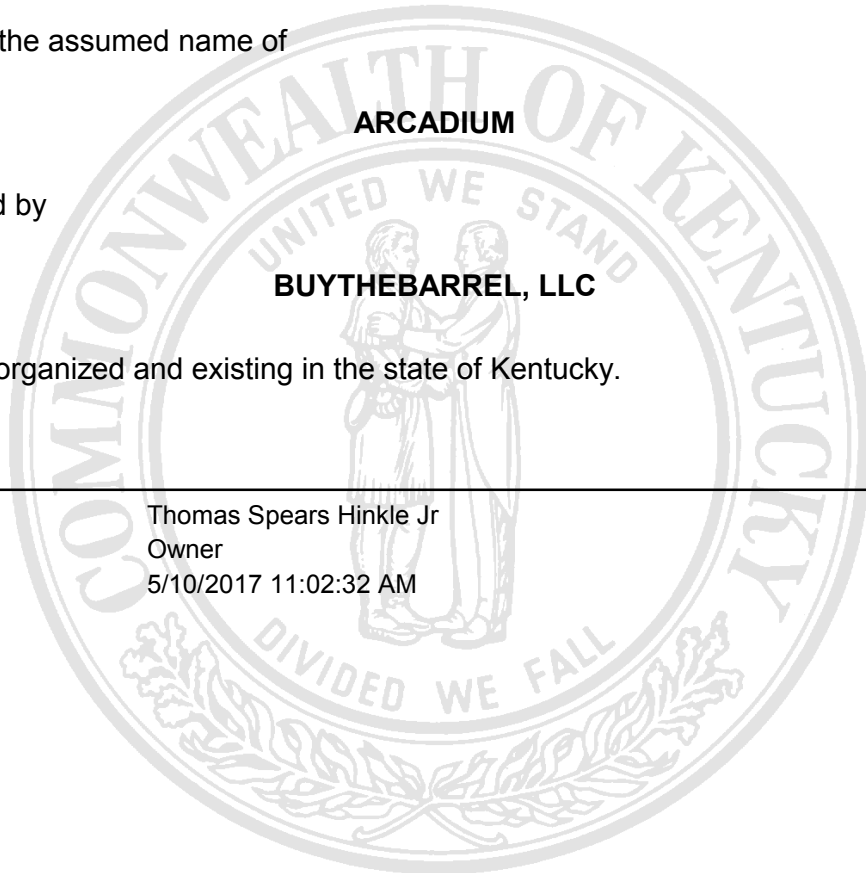 the assumed name of
ARCADIUM
d by
BUYTHEBARREL, LLC
organized and existing in the state of Kentucky.
Thomas Spears Hinkle Jr
Owner
5/10/2017 11:02:32 AM
COMMONWEALTH OF KENTUCKY
UNITED WE STAND
DIVIDED WE FALL